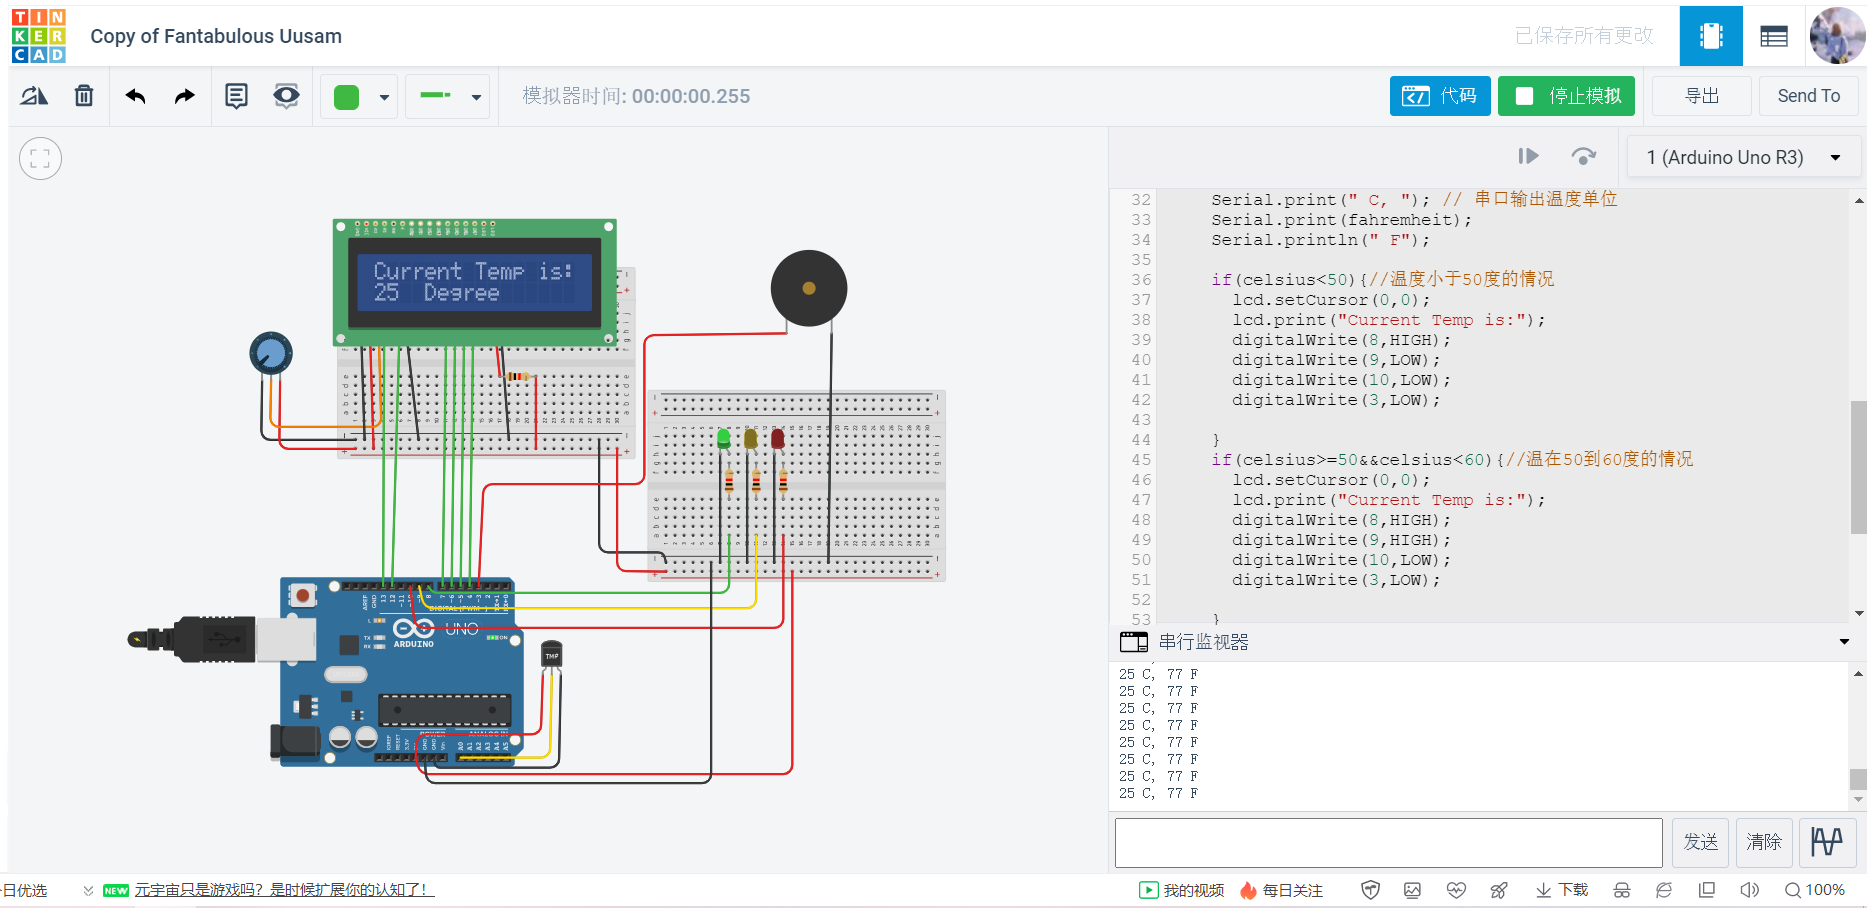 TINKERCAD
Copy of Fantabulous Uusam
已保存所有更改
模拟器时间: 00:00:00.255
代码
停止模拟
导出
Send To
1 (Arduino Uno R3)
Current Temp is:
25 Degree
32 Serial.print(" C, "); // 串口输出温度单位
33 Serial.print(fahremheit);
34 Serial.println(" F");
35
36 if(celsius<50){//温度小于50度的情况
37 lcd.setCursor(0,0);
38 lcd.print("Current Temp is:");
39 digitalWrite(8,HIGH);
40 digitalWrite(9,LOW);
41 digitalWrite(10,LOW);
42 digitalWrite(3,LOW);
43
44 }
45 if(celsius>=50&&celsius<60){//温在50到60度的情况
46 lcd.setCursor(0,0);
47 lcd.print("Current Temp is:");
48 digitalWrite(8,HIGH);
49 digitalWrite(9,HIGH);
50 digitalWrite(10,LOW);
51 digitalWrite(3,LOW);
52
53 }
UNO
ARDUINO
TMP
串行监视器
25 C, 77 F
25 C, 77 F
25 C, 77 F
25 C, 77 F
25 C, 77 F
25 C, 77 F
25 C, 77 F
25 C, 77 F
发送
清除
日优选
NEW 元宇宙只是游戏吗？是时候扩展你的认知了！
我的视频
每日关注
下载
100%